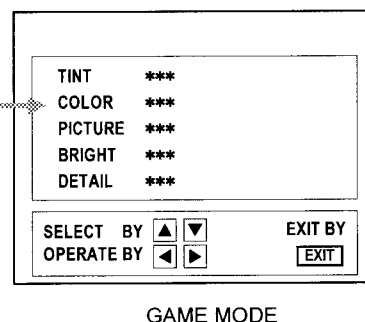 TINT ***
COLOR ***
PICTURE ***
BRIGHT ***
DETAIL ***
SELECT BY ▲ ▼ EXIT BY
OPERATE BY ◀ ▶ EXIT
GAME MODE